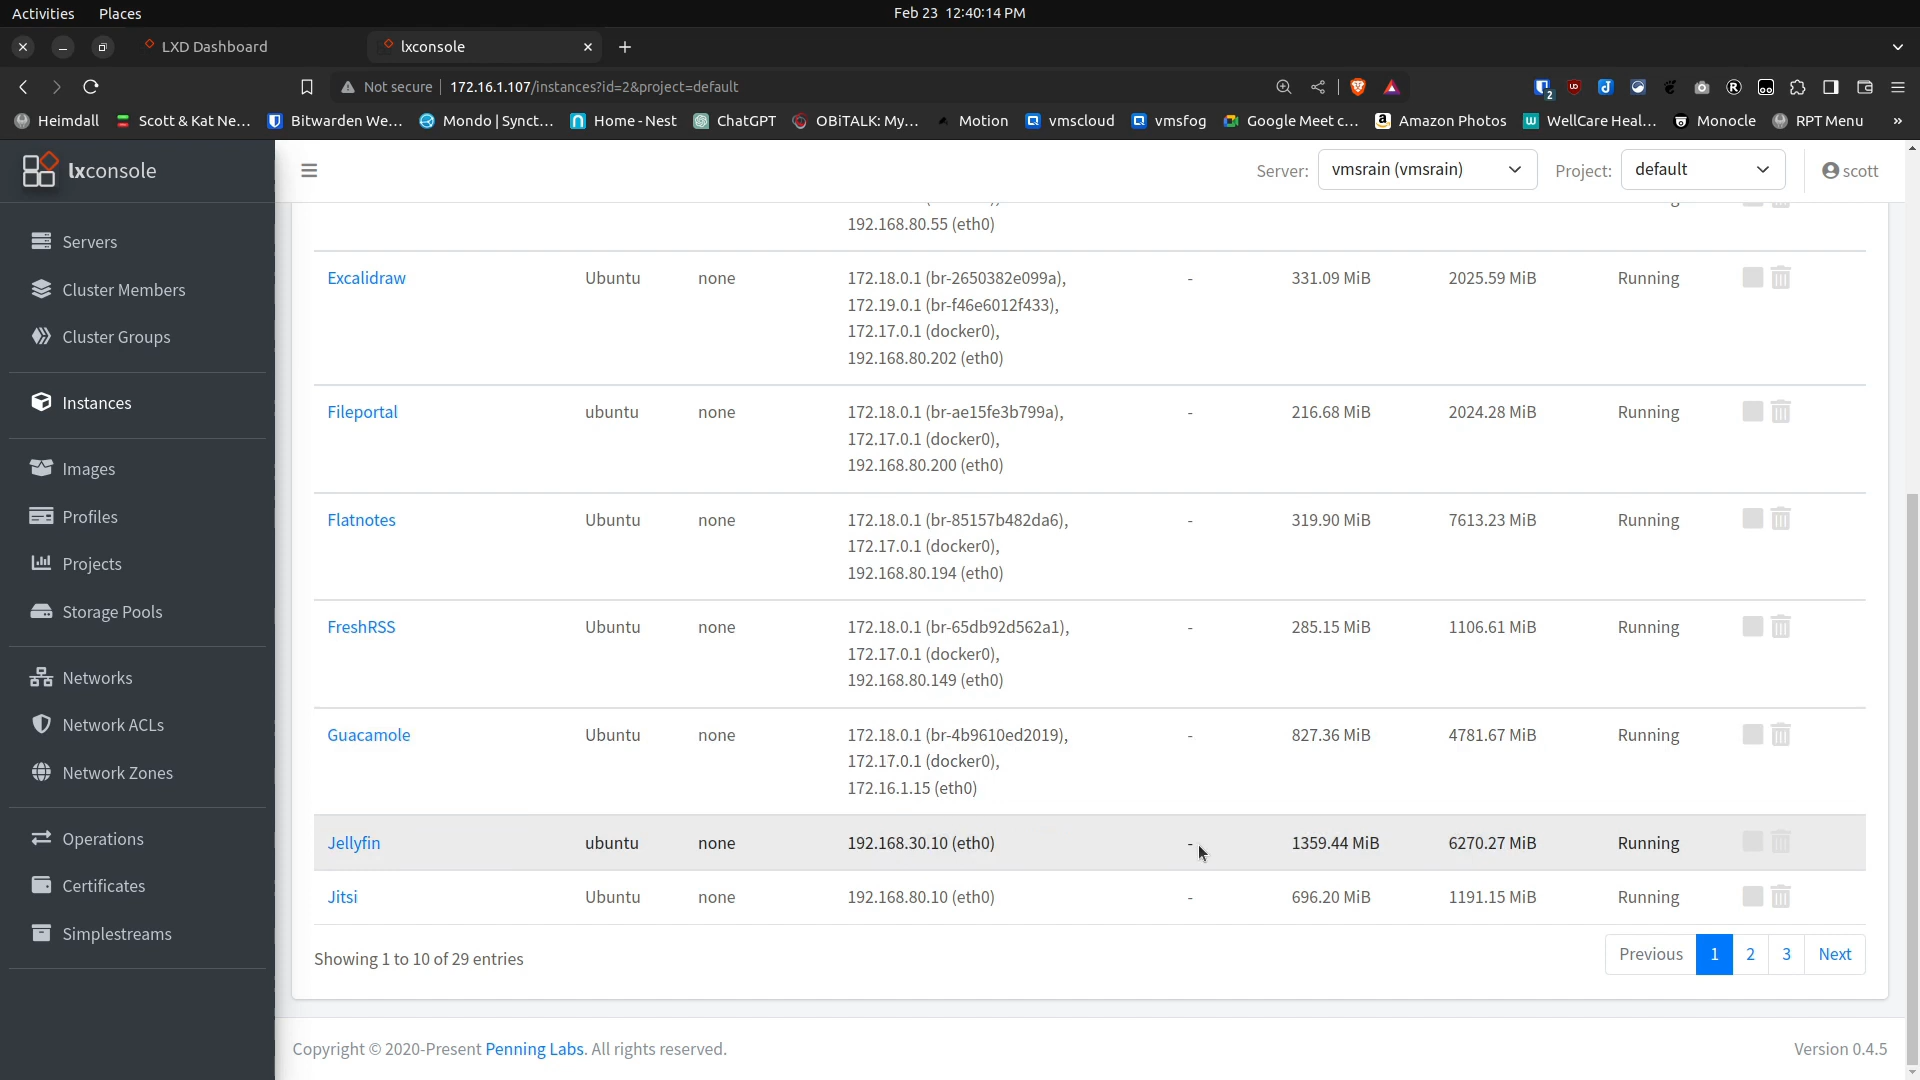 Activities Places Feb 23 12:40:14 PM
LXD Dashboard lxconsole
Not secure 172.16.1.107/instances?id=2&project=default
2
Heimdall Scott & Kat Ne... Bitwarden We... Mondo | Synct... Home - Nest ChatGPT OBiTALK: My... Motion vmscloud vmsfog Google Meet c... Amazon Photos WellCare Heal... Monocle RPT Menu »
lxconsole
Server: vmsrain (vmsrain) Project: default scott
Servers
Cluster Members
Cluster Groups
Instances
Images
Profiles
Projects
Storage Pools
Networks
Network ACLs
Network Zones
Operations
Certificates
Simplestreams
192.168.80.55 (eth0)
Excalidraw Ubuntu none 172.18.0.1 (br-2650382e099a), - 331.09 MiB 2025.59 MiB Running
172.19.0.1 (br-f46e6012f433),
172.17.0.1 (docker0),
192.168.80.202 (eth0)
Fileportal ubuntu none 172.18.0.1 (br-ae15fe3b799a), - 216.68 MiB 2024.28 MiB Running
172.17.0.1 (docker0),
192.168.80.200 (eth0)
Flatnotes Ubuntu none 172.18.0.1 (br-85157b482da6), - 319.90 MiB 7613.23 MiB Running
172.17.0.1 (docker0),
192.168.80.194 (eth0)
FreshRSS Ubuntu none 172.18.0.1 (br-65db92d562a1), - 285.15 MiB 1106.61 MiB Running
172.17.0.1 (docker0),
192.168.80.149 (eth0)
Guacamole Ubuntu none 172.18.0.1 (br-4b9610ed2019), - 827.36 MiB 4781.67 MiB Running
172.17.0.1 (docker0),
172.16.1.15 (eth0)
Jellyfin ubuntu none 192.168.30.10 (eth0) - 1359.44 MiB 6270.27 MiB Running
Jitsi Ubuntu none 192.168.80.10 (eth0) - 696.20 MiB 1191.15 MiB Running
Showing 1 to 10 of 29 entries Previous 1 2 3 Next
Copyright © 2020-Present Penning Labs. All rights reserved. Version 0.4.5